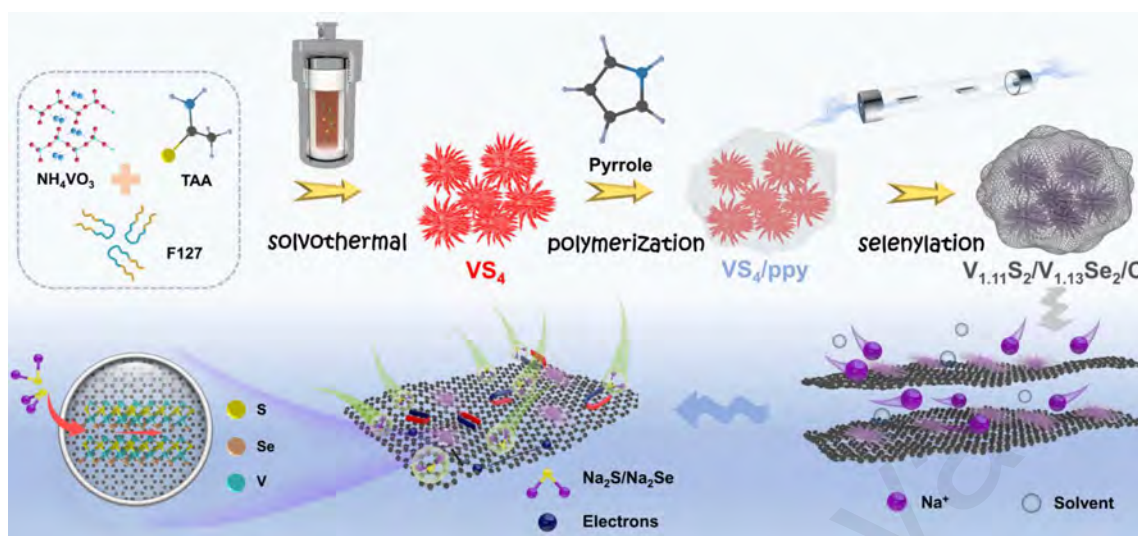 NH₄VO₃
TAA
F127
solvothermal
VS₄
Pyrrole
polymerization
VS₄/ppy
selenylation
V₁.₁₁S₂/V₁.₁₃Se₂/C
S
Se
V
Na₂S/Na₂Se
Electrons
Na⁺
Solvent